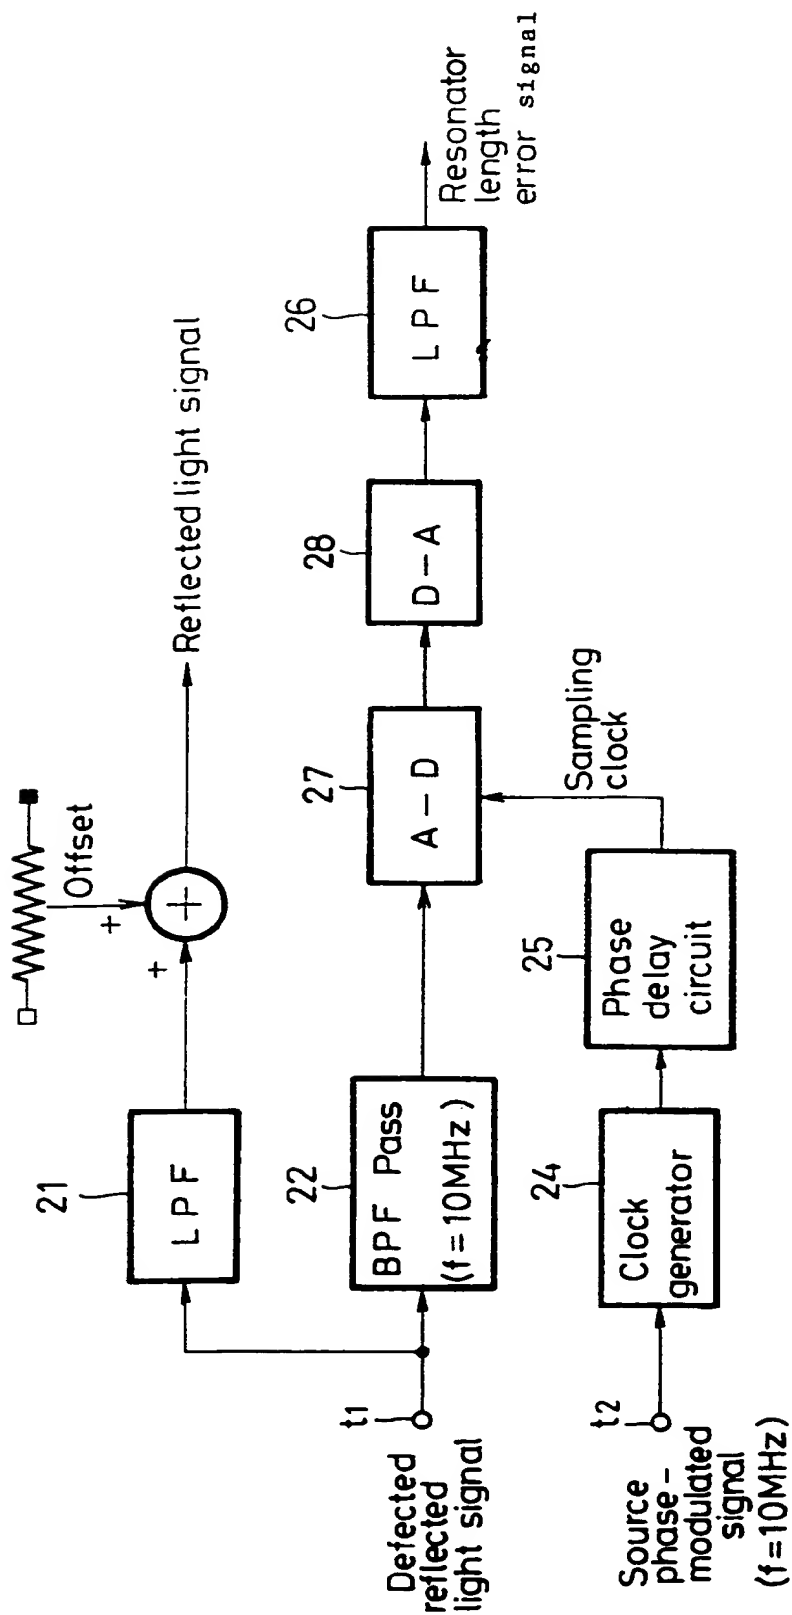 Offset
+
+
+
Reflected light signal
21
LPF
t1
Detected
reflected
light signal
22
BPF Pass
(f=10MHz)
27
A-D
28
D-A
26
LPF
Resonator
length
error signal
t2
Source
phase-
modulated
signal
(f=10MHz)
24
Clock
generator
25
Phase
delay
circuit
Sampling
clock